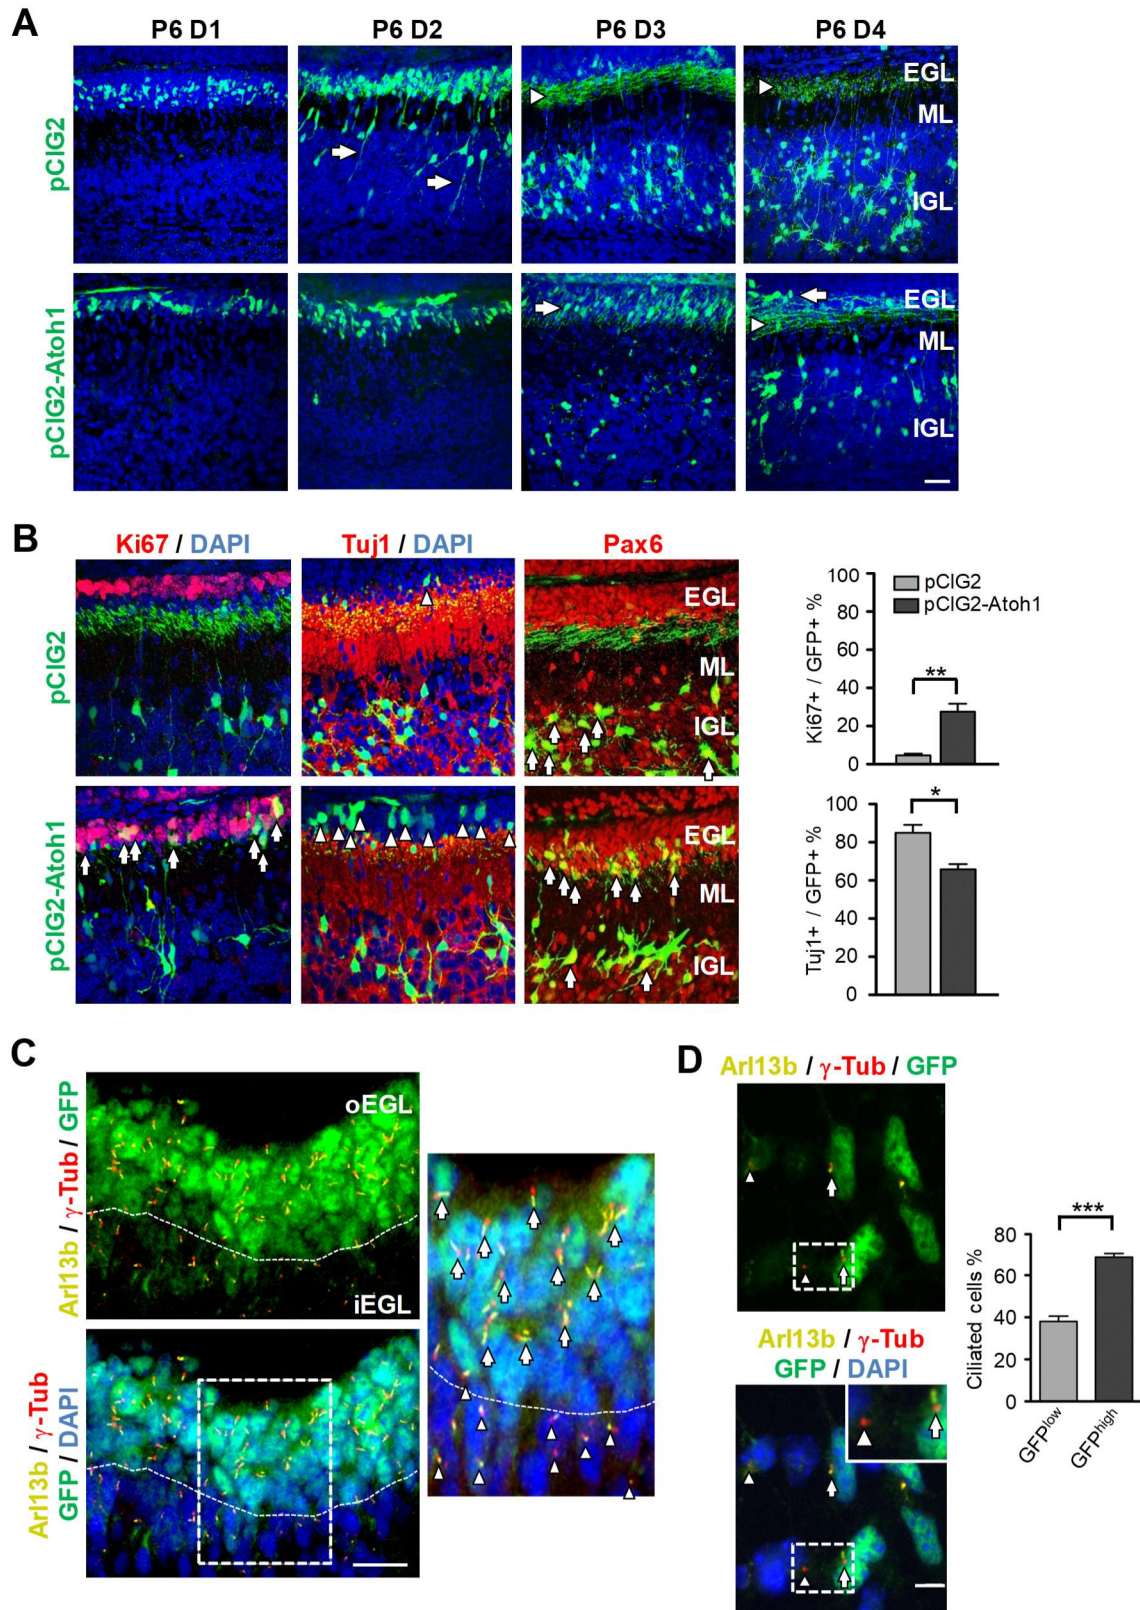 A
P6 D1 P6 D2 P6 D3 P6 D4
pCIG2
EGL
ML
IGL
pCIG2-Atoh1
EGL
ML
IGL
B
Ki67 / DAPI Tuj1 / DAPI Pax6
pCIG2
EGL
ML
IGL
pCIG2-Atoh1
EGL
ML
IGL
Ki67+ / GFP+ %
100
80
60
40
20
0
pCIG2
pCIG2-Atoh1
**
Tuj1+ / GFP+ %
100
80
60
40
20
0
*
C
Arl13b / γ-Tub / GFP
oEGL
iEGL
Arl13b / γ-Tub
GFP / DAPI
D
Arl13b / γ-Tub / GFP
Arl13b / γ-Tub
GFP / DAPI
Ciliated cells %
80
60
40
20
0
***
GFPlow
GFPhigh